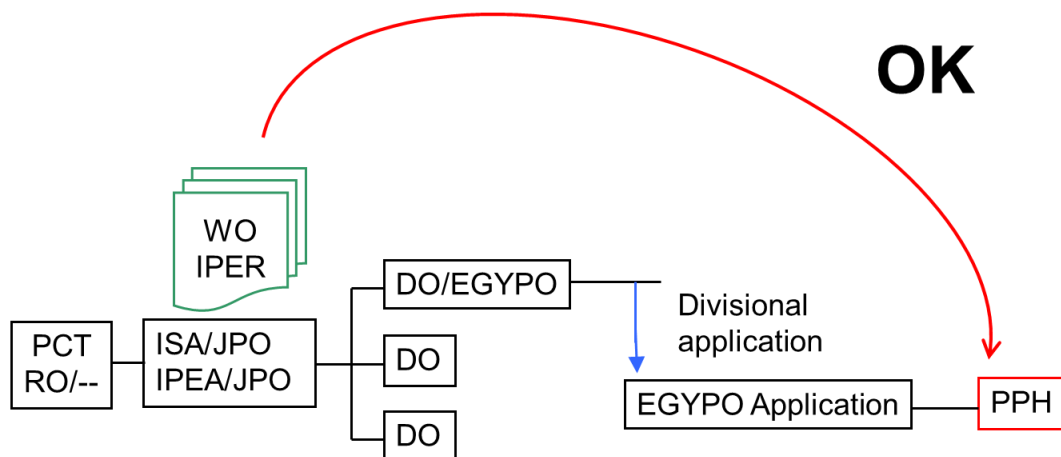 OK
WO
IPER
DO/EGYPO
Divisional
application
PCT
RO/--
ISA/JPO
IPEA/JPO
DO
EGYPO Application
PPH
DO